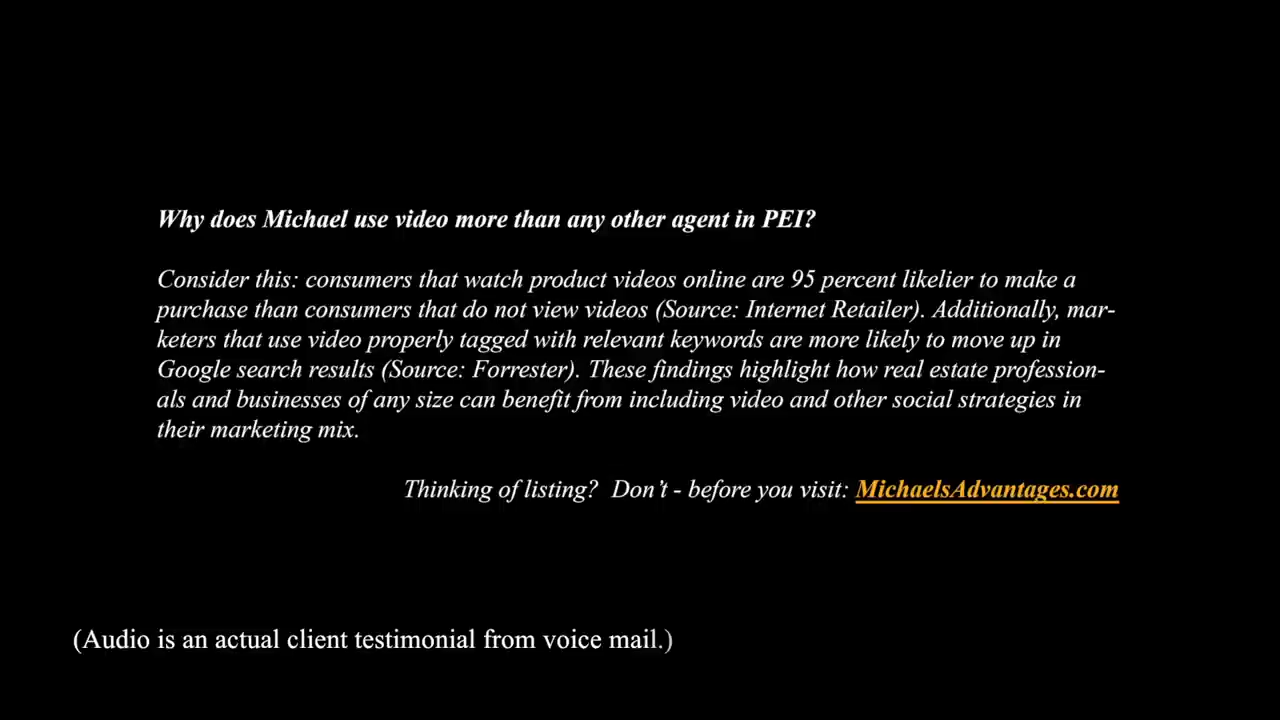 Why does Michael use video more than any other agent in PEI?
Consider this: consumers that watch product videos online are 95 percent likelier to make a
purchase than consumers that do not view videos (Source: Internet Retailer). Additionally, mar-
keters that use video properly tagged with relevant keywords are more likely to move up in
Google search results (Source: Forrester). These findings highlight how real estate profession-
als and businesses of any size can benefit from including video and other social strategies in
their marketing mix.
Thinking of listing?  Don’t - before you visit: MichaelsAdvantages.com
(Audio is an actual client testimonial from voice mail.)